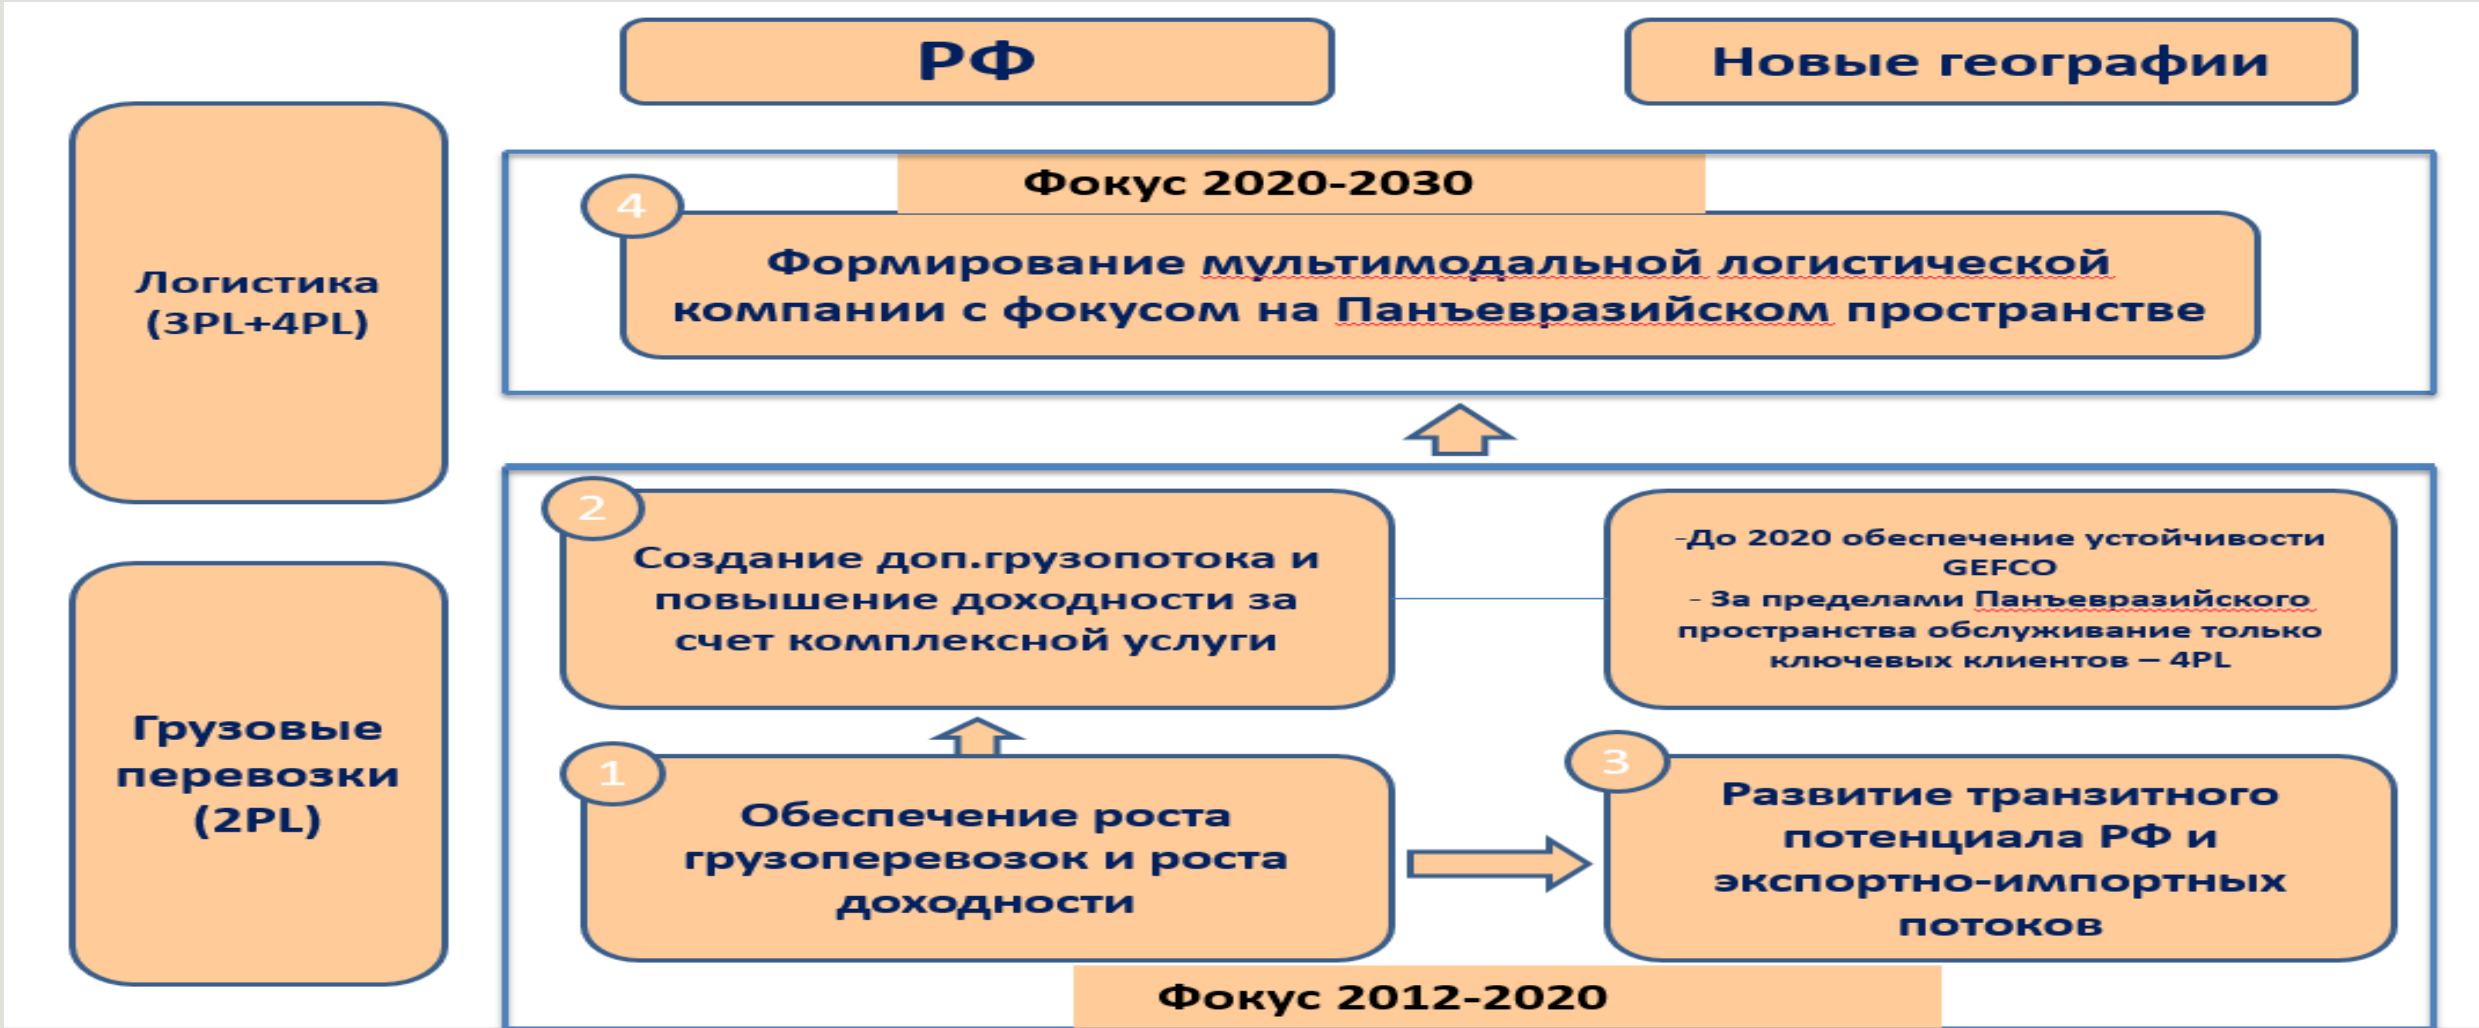 РФ
Новые географии
Логистика
(3PL+4PL)
Фокус 2020-2030
4
Формирование мультимодальной логистической
компании с фокусом на Панъевразийском пространстве
2
Создание доп.грузопотока и
повышение доходности за
счет комплексной услуги
-До 2020 обеспечение устойчивости
GEFCO
- За пределами Панъевразийского
пространства обслуживание только
ключевых клиентов – 4PL
Грузовые
перевозки
(2PL)
1
Обеспечение роста
грузоперевозок и роста
доходности
3
Развитие транзитного
потенциала РФ и
экспортно-импортных
потоков
Фокус 2012-2020